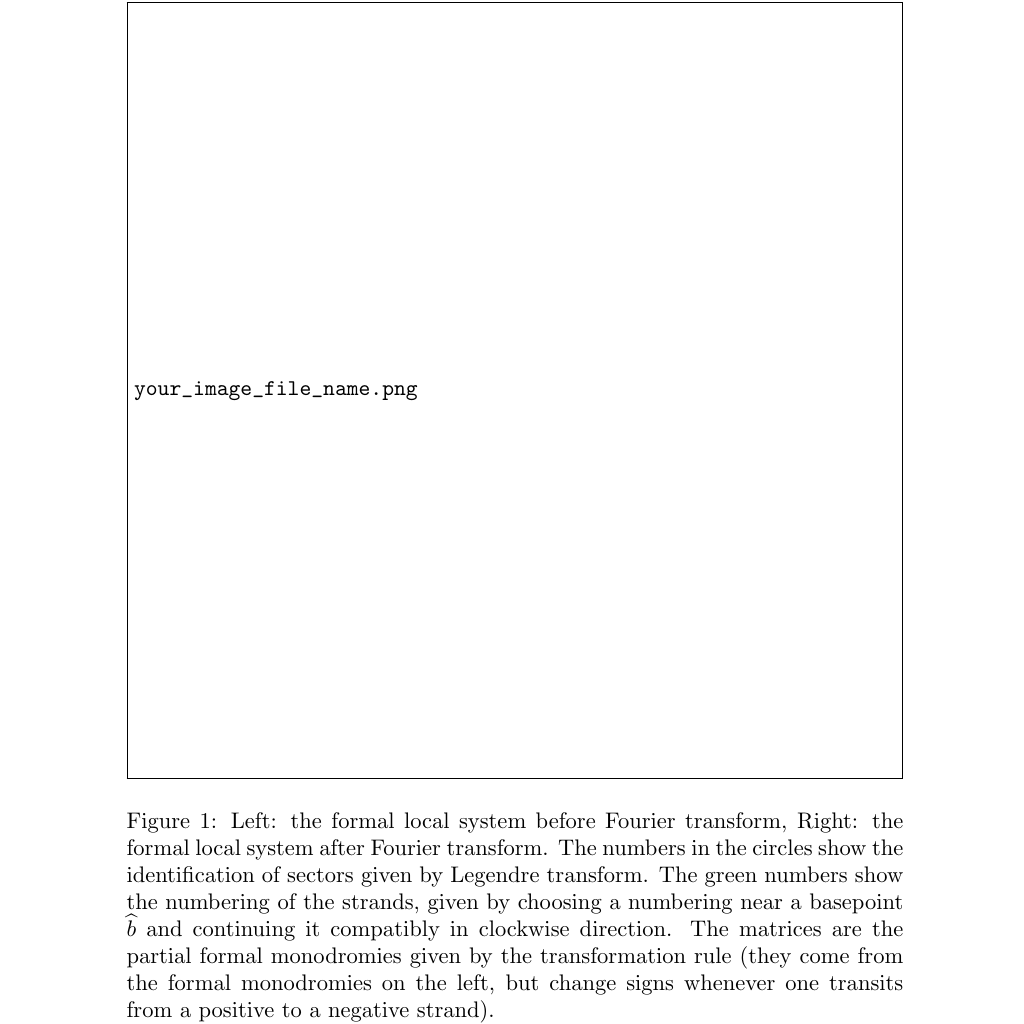 your_image_file_name.png
Figure 1: Left: the formal local system before Fourier transform, Right: the
formal local system after Fourier transform. The numbers in the circles show the
identification of sectors given by Legendre transform. The green numbers show
the numbering of the strands, given by choosing a numbering near a basepoint
b̂ and continuing it compatibly in clockwise direction. The matrices are the
partial formal monodromies given by the transformation rule (they come from
the formal monodromies on the left, but change signs whenever one transits
from a positive to a negative strand).